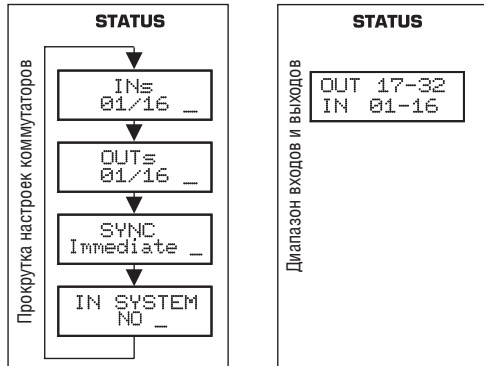 STATUS
Прокрутка настроек коммутаторов
INs
01/16 _
OUTs
01/16 _
SYNC
Immediate _
IN SYSTEM
NO _
STATUS
Диапазон входов и выходов
OUT 17-32
IN 01-16